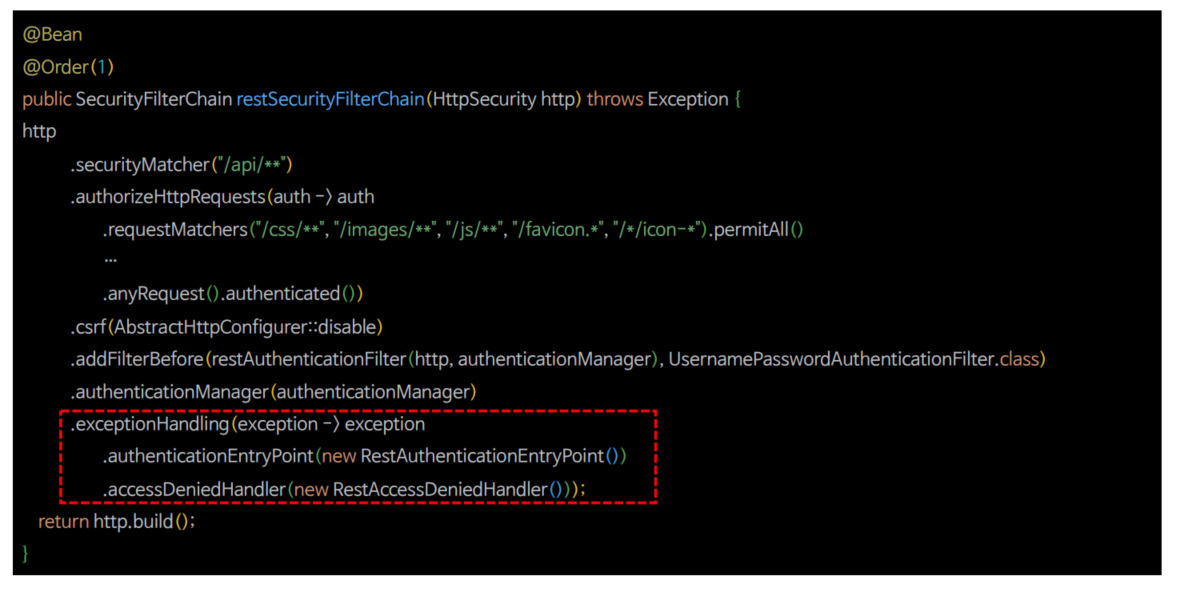 @Bean
@Order(1)
public SecurityFilterChain restSecurityFilterChain(HttpSecurity http) throws Exception {
http
.securityMatcher("/api/**")
.authorizeHttpRequests(auth -> auth
.requestMatchers("/css/**", "/images/**", "/js/**", "/favicon.*", "/*/icon-*").permitAll()
...
.anyRequest().authenticated())
.csrf(AbstractHttpConfigurer::disable)
.addFilterBefore(restAuthenticationFilter(http, authenticationManager), UsernamePasswordAuthenticationFilter.class)
.authenticationManager(authenticationManager)
.exceptionHandling(exception -> exception
.authenticationEntryPoint(new RestAuthenticationEntryPoint())
.accessDeniedHandler(new RestAccessDeniedHandler()));
return http.build();
}